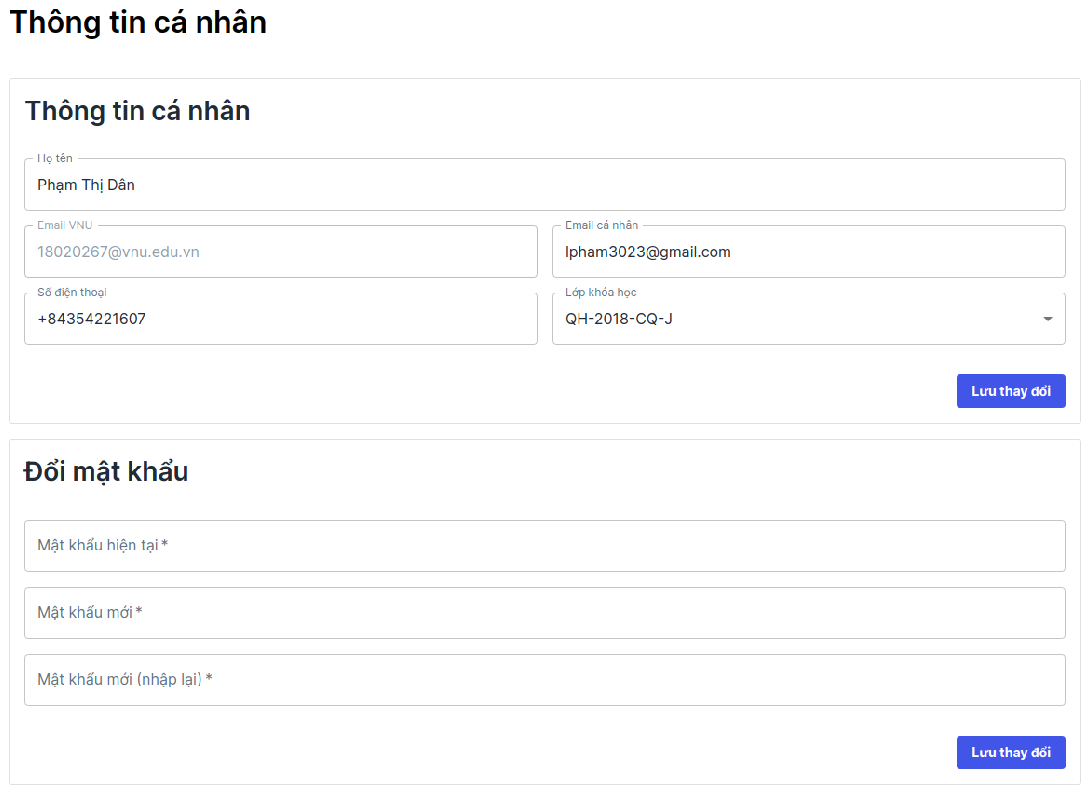 Thông tin cá nhân
Thông tin cá nhân
Họ tên
Phạm Thị Dân
Email VNU
Email cá nhân
18020267@vnu.edu.vn
lpham3023@gmail.com
Số điện thoại
Lớp khóa học
+84354221607
QH-2018-CQ-J
Lưu thay đổi
Đổi mật khẩu
Mật khẩu hiện tại *
Mật khẩu mới *
Mật khẩu mới (nhập lại) *
Lưu thay đổi